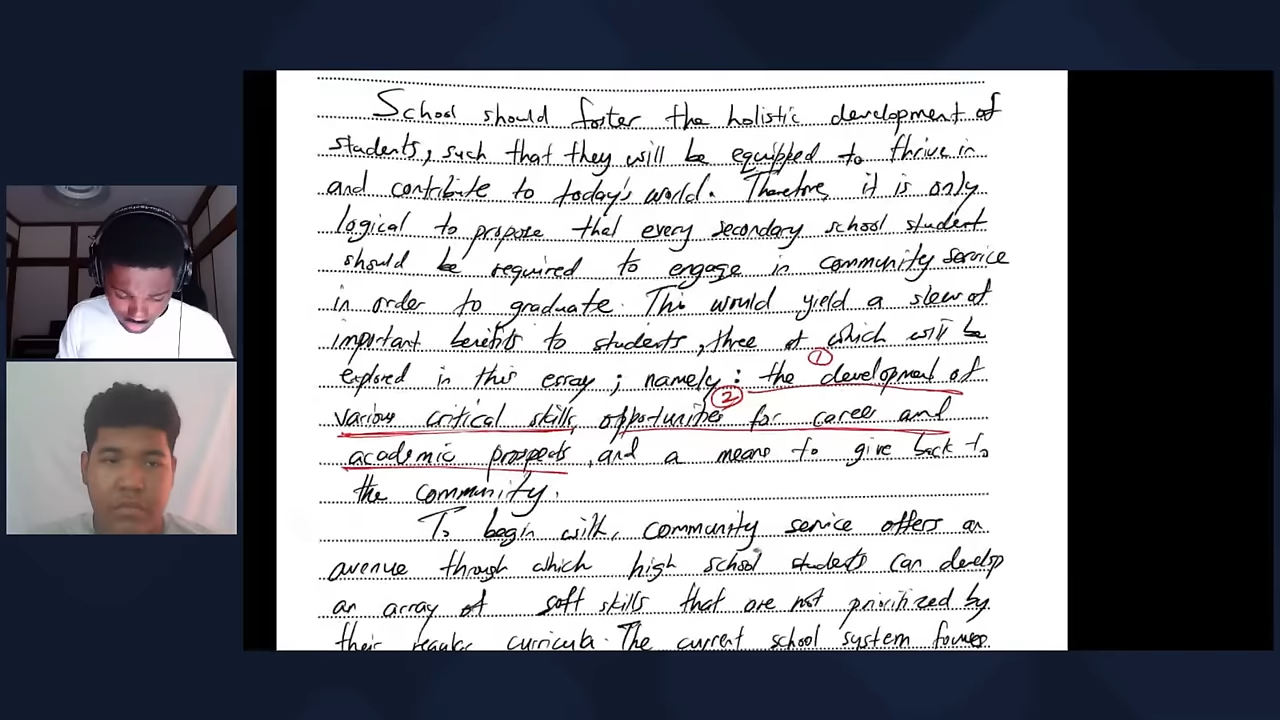 School should foster the holistic development of
students, such that they will be equipped to thrive in
and contribute to today's world. Therefore, it is only
logical to propose that every secondary school student
should be required to engage in community service
in order to graduate. This would yield a slew of
important benefits to students, three of which will be
explored in this essay; namely: the development of
①
various critical skills, opportunities for career and
②
academic prospects, and a means to give back to
the community.
To begin with, community service offers an
avenue through which high school students can develop
an array of soft skills that are not prioritized by
their regular curricula. The current school system focuses